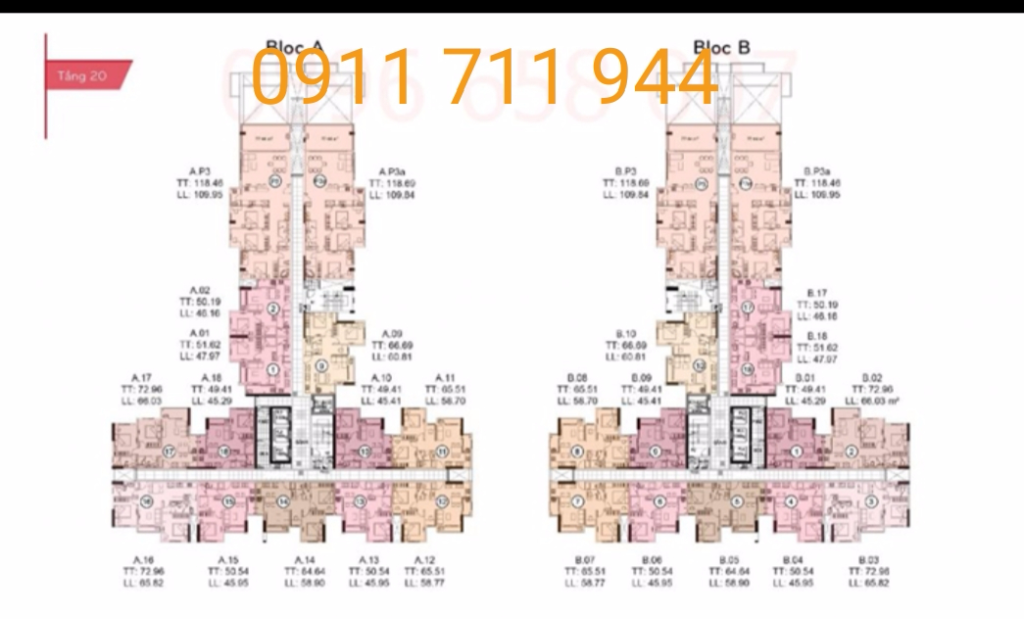 Bloc A
Bloc B
0911 711 944
Tầng 20
A.P3
TT: 118.46
LL: 109.95
A.P3a
TT: 118.69
LL: 109.84
B.P3
TT: 118.69
LL: 109.84
B.P3a
TT: 118.46
LL: 109.95
A.02
TT: 50.19
LL: 46.16
A.01
TT: 51.62
LL: 47.97
A.09
TT: 66.69
LL: 60.81
B.10
TT: 66.69
LL: 60.81
B.17
TT: 50.19
LL: 46.16
B.18
TT: 51.62
LL: 47.97
A.17
TT: 72.96
LL: 66.03
A.18
TT: 49.41
LL: 45.29
A.10
TT: 49.41
LL: 45.41
A.11
TT: 65.51
LL: 58.70
B.08
TT: 65.51
LL: 58.70
B.09
TT: 49.41
LL: 45.41
B.01
TT: 49.41
LL: 45.29
B.02
TT: 72.96
LL: 66.03 m²
A.16
TT: 72.96
LL: 65.82
A.15
TT: 50.54
LL: 45.95
A.14
TT: 64.64
LL: 58.90
A.13
TT: 50.54
LL: 45.95
A.12
TT: 65.51
LL: 58.77
B.07
TT: 65.51
LL: 58.77
B.06
TT: 50.54
LL: 45.95
B.05
TT: 64.64
LL: 58.90
B.04
TT: 50.54
LL: 45.95
B.03
TT: 72.96
LL: 65.82